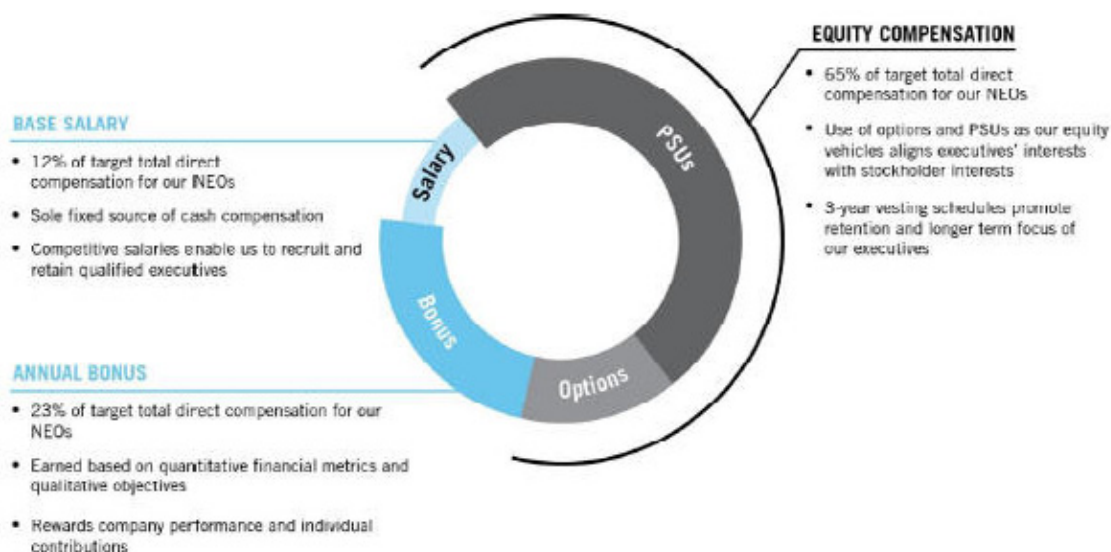 BASE SALARY
• 12% of target total direct
compensation for our NEOs
• Sole fixed source of cash compensation
• Competitive salaries enable us to recruit and
retain qualified executives
ANNUAL BONUS
• 23% of target total direct compensation for our
NEOs
• Earned based on quantitative financial metrics and
qualitative objectives
• Rewards company performance and individual
contributions
Salary
Bonus
Options
PSUs
EQUITY COMPENSATION
• 65% of target total direct
compensation for our NEOs
• Use of options and PSUs as our equity
vehicles aligns executives' interests
with stockholder interests
• 3-year vesting schedules promote
retention and longer term focus of
our executives